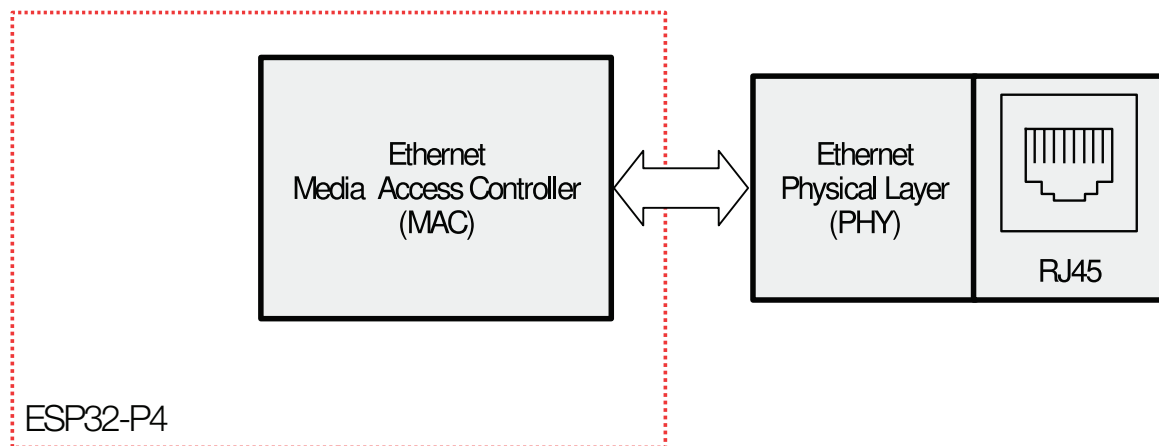 Ethernet
Media Access Controller
(MAC)
Ethernet
Physical Layer
(PHY)
RJ45
ESP32-P4